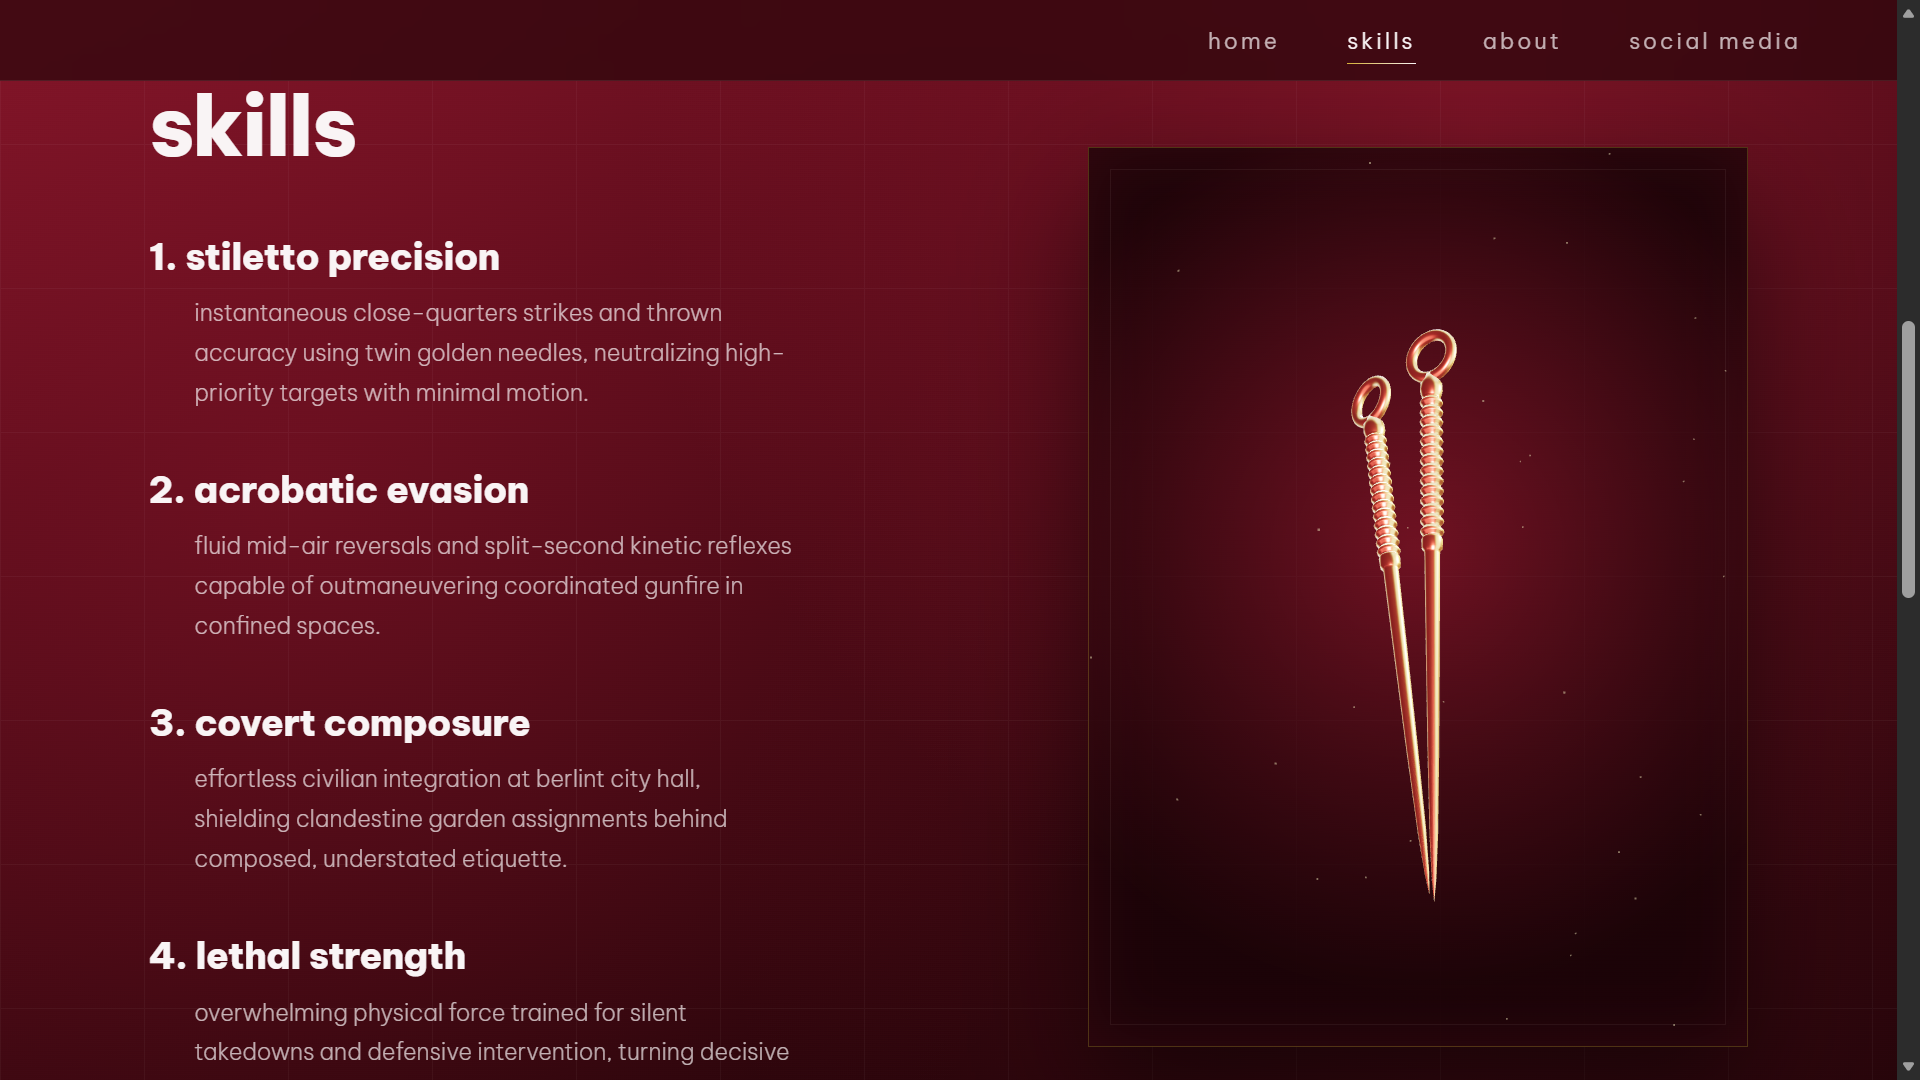 home
skills
about
social media
skills
1. stiletto precision
instantaneous close-quarters strikes and thrown
accuracy using twin golden needles, neutralizing high-
priority targets with minimal motion.
2. acrobatic evasion
fluid mid-air reversals and split-second kinetic reflexes
capable of outmaneuvering coordinated gunfire in
confined spaces.
3. covert composure
effortless civilian integration at berlint city hall,
shielding clandestine garden assignments behind
composed, understated etiquette.
4. lethal strength
overwhelming physical force trained for silent
takedowns and defensive intervention, turning decisive